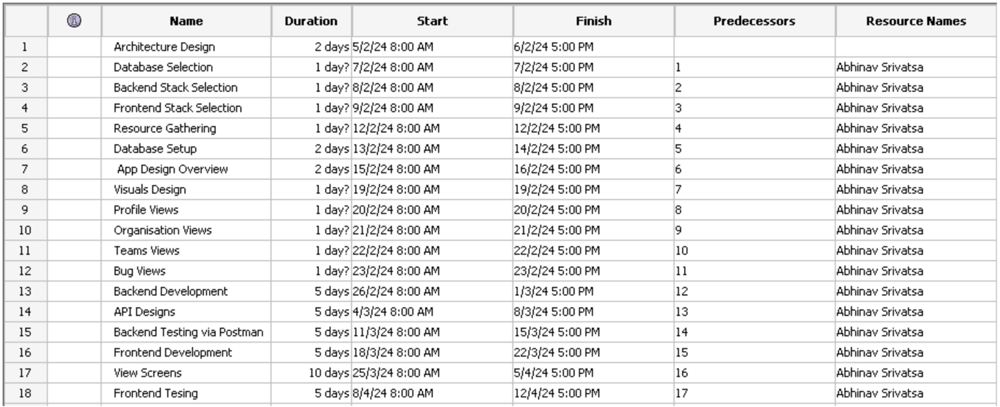 Name Duration Start Finish Predecessors Resource Names
1 Architecture Design 2 days 5/2/24 8:00 AM 6/2/24 5:00 PM
2 Database Selection 1 day? 7/2/24 8:00 AM 7/2/24 5:00 PM 1 Abhinav Srivatsa
3 Backend Stack Selection 1 day? 8/2/24 8:00 AM 8/2/24 5:00 PM 2 Abhinav Srivatsa
4 Frontend Stack Selection 1 day? 9/2/24 8:00 AM 9/2/24 5:00 PM 3 Abhinav Srivatsa
5 Resource Gathering 1 day? 12/2/24 8:00 AM 12/2/24 5:00 PM 4 Abhinav Srivatsa
6 Database Setup 2 days 13/2/24 8:00 AM 14/2/24 5:00 PM 5 Abhinav Srivatsa
7 App Design Overview 2 days 15/2/24 8:00 AM 16/2/24 5:00 PM 6 Abhinav Srivatsa
8 Visuals Design 1 day? 19/2/24 8:00 AM 19/2/24 5:00 PM 7 Abhinav Srivatsa
9 Profile Views 1 day? 20/2/24 8:00 AM 20/2/24 5:00 PM 8 Abhinav Srivatsa
10 Organisation Views 1 day? 21/2/24 8:00 AM 21/2/24 5:00 PM 9 Abhinav Srivatsa
11 Teams Views 1 day? 22/2/24 8:00 AM 22/2/24 5:00 PM 10 Abhinav Srivatsa
12 Bug Views 1 day? 23/2/24 8:00 AM 23/2/24 5:00 PM 11 Abhinav Srivatsa
13 Backend Development 5 days 26/2/24 8:00 AM 1/3/24 5:00 PM 12 Abhinav Srivatsa
14 API Designs 5 days 4/3/24 8:00 AM 8/3/24 5:00 PM 13 Abhinav Srivatsa
15 Backend Testing via Postman 5 days 11/3/24 8:00 AM 15/3/24 5:00 PM 14 Abhinav Srivatsa
16 Frontend Development 5 days 18/3/24 8:00 AM 22/3/24 5:00 PM 15 Abhinav Srivatsa
17 View Screens 10 days 25/3/24 8:00 AM 5/4/24 5:00 PM 16 Abhinav Srivatsa
18 Frontend Tesing 5 days 8/4/24 8:00 AM 12/4/24 5:00 PM 17 Abhinav Srivatsa